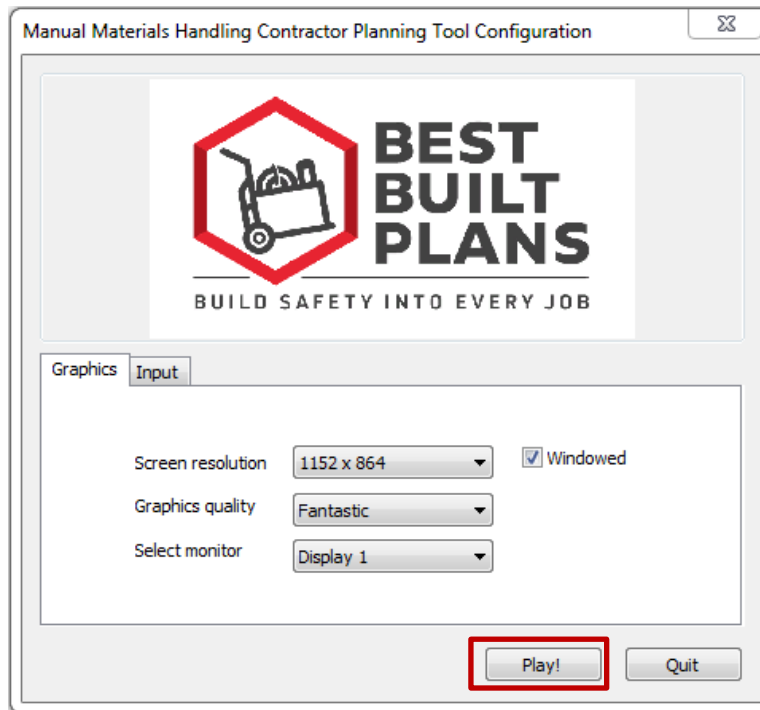 Manual Materials Handling Contractor Planning Tool Configuration
BEST
BUILT
PLANS
BUILD SAFETY INTO EVERY JOB
Graphics
Input
Screen resolution
1152 x 864
Windowed
Graphics quality
Fantastic
Select monitor
Display 1
Play!
Quit